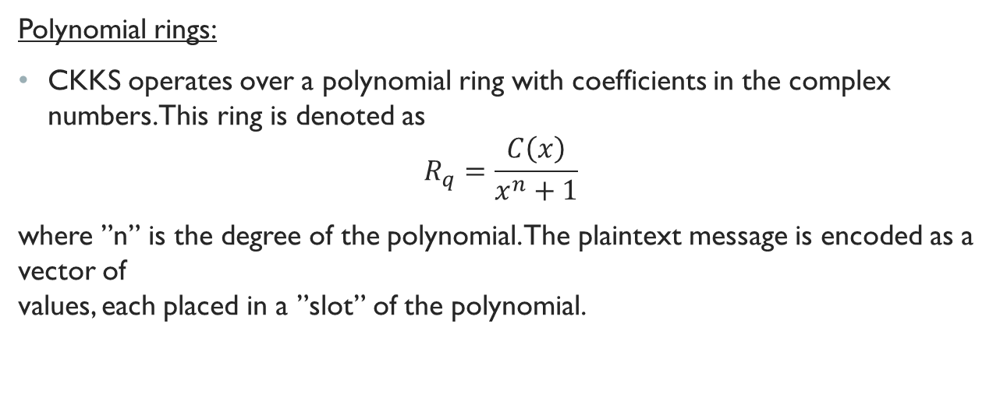 Polynomial rings:
• CKKS operates over a polynomial ring with coefficients in the complex
numbers. This ring is denoted as
R_q = C(x) / (x^n + 1)
where ”n” is the degree of the polynomial. The plaintext message is encoded as a
vector of
values, each placed in a ”slot” of the polynomial.